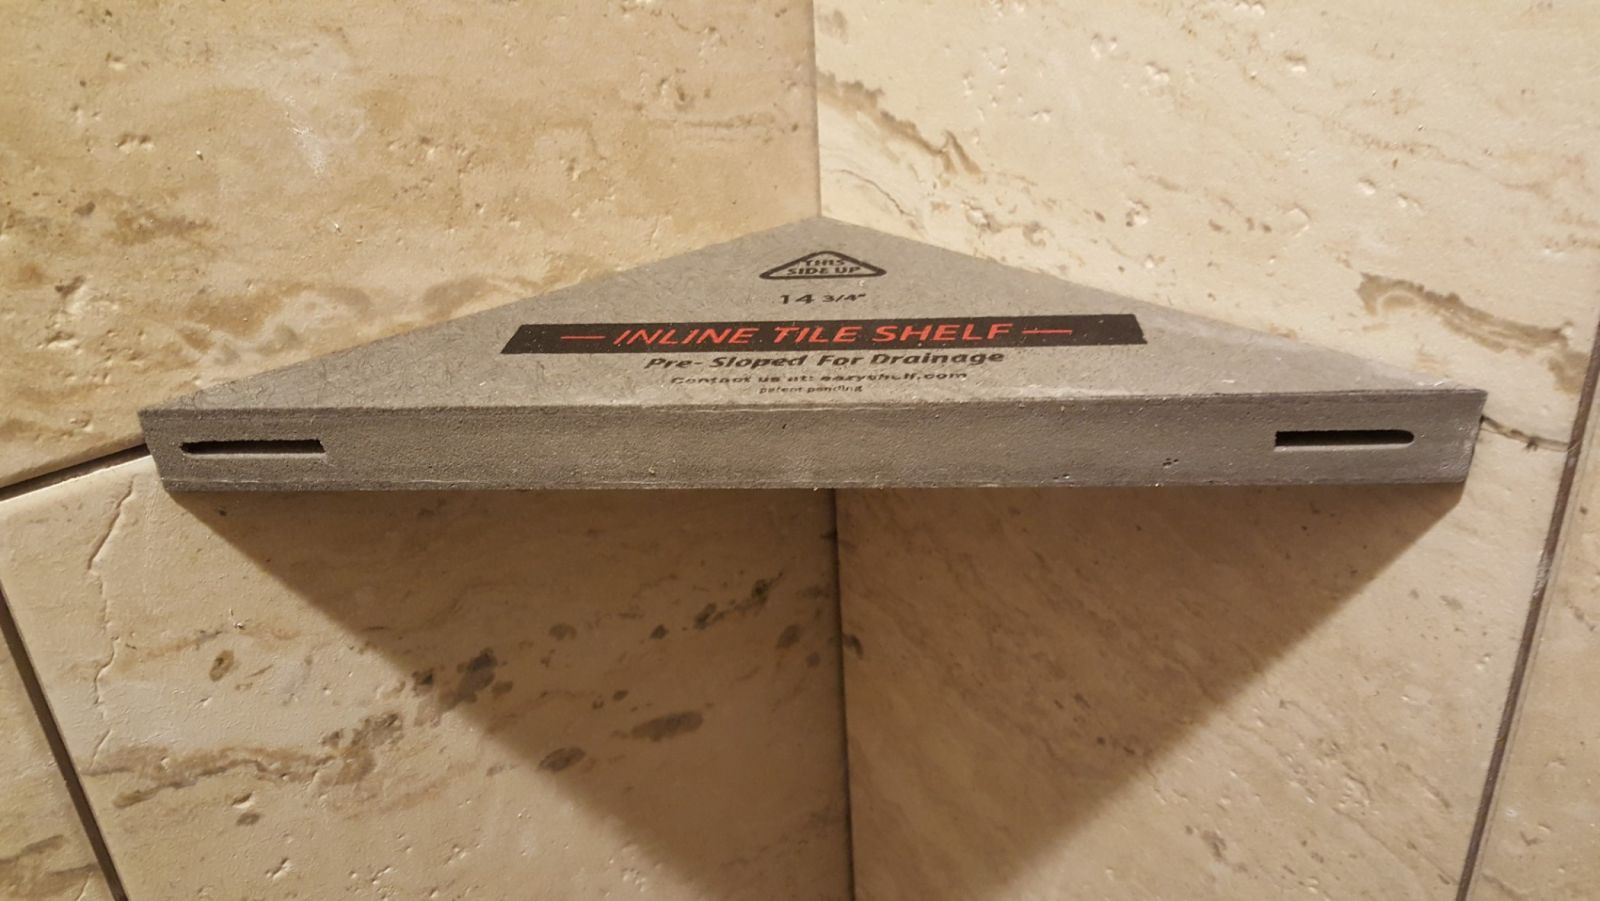 THIS
SIDE UP
14 3/4"
— INLINE TILE SHELF —
Pre-Sloped For Drainage
Contact us at: eazyshelf.com
patent pending